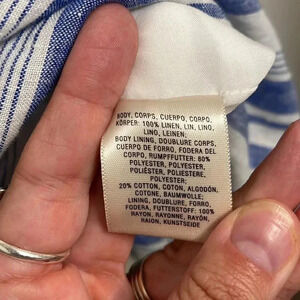 BODY, CORPS, CUERPO, CORPO,
KÖRPER: 100% LINEN, LIN, LINO,
LINO, LEINEN;
BODY LINING, DOUBLURE CORPS,
CUERPO DE FORRO, FODERA DEL
CORPO, RUMPFFUTTER: 80%
POLYESTER, POLYESTER,
POLIÉSTER, POLIESTERE,
POLYESTER;
20% COTTON, COTON, ALGODÓN,
COTONE, BAUMWOLLE;
LINING, DOUBLURE, FORRO,
FODERA, FUTTERSTOFF: 100%
RAYON, RAYONNE, RAYÓN,
RAION, KUNSTSEIDE